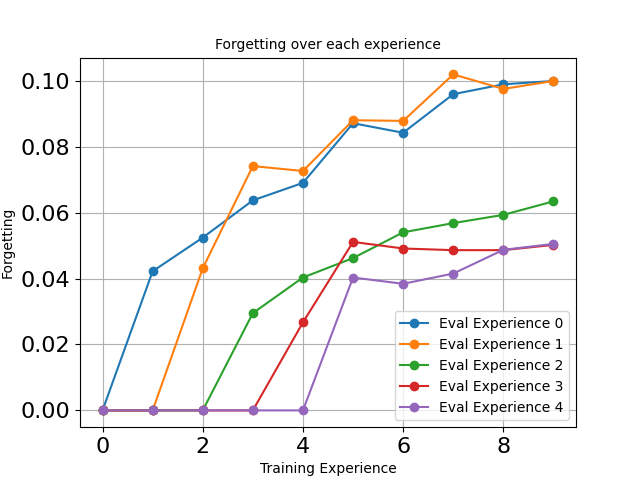 Forgetting over each experience
Forgetting
0.10
0.08
0.06
0.04
0.02
0.00
0 2 4 6 8
Training Experience
Eval Experience 0
Eval Experience 1
Eval Experience 2
Eval Experience 3
Eval Experience 4